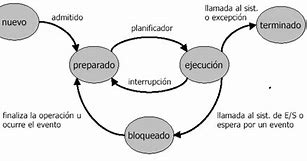 nuevo
admitido
planificador
llamada al sist.
o excepción
terminado
preparado
ejecución
interrupción
finaliza la operación u
ocurre el evento
llamada al sist. de E/S o
espera por un evento
bloqueado